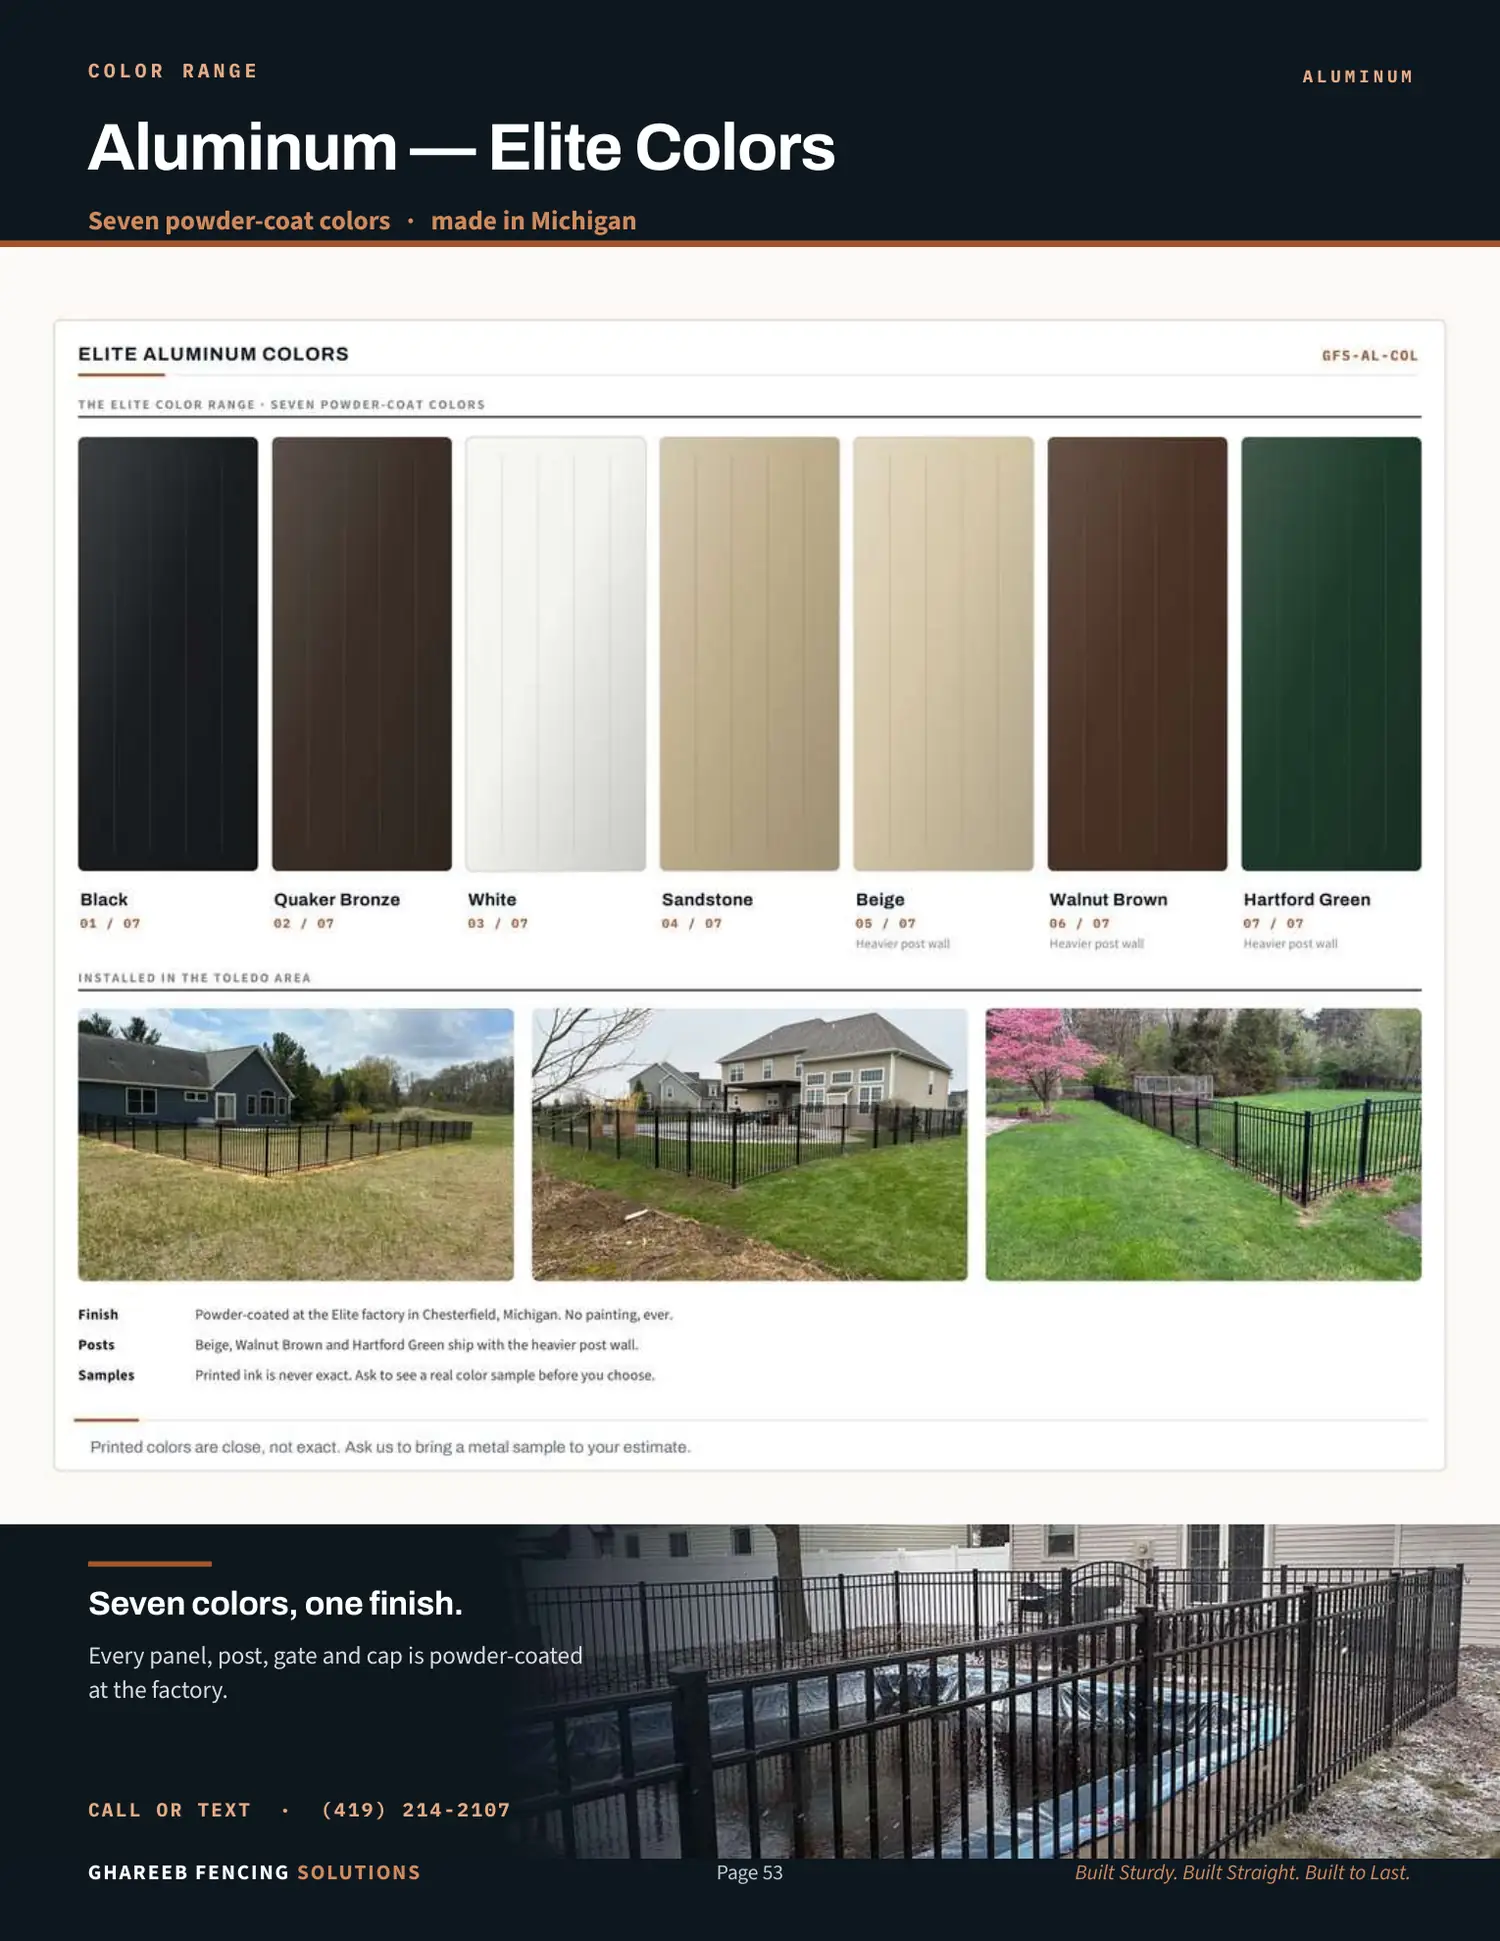 COLOR RANGE
ALUMINUM
Aluminum — Elite Colors
Seven powder-coat colors · made in Michigan
ELITE ALUMINUM COLORS
GFS-AL-COL
THE ELITE COLOR RANGE · SEVEN POWDER-COAT COLORS
Black
01 / 07
Quaker Bronze
02 / 07
White
03 / 07
Sandstone
04 / 07
Beige
05 / 07
Heavier post wall
Walnut Brown
06 / 07
Heavier post wall
Hartford Green
07 / 07
Heavier post wall
INSTALLED IN THE TOLEDO AREA
Finish Powder-coated at the Elite factory in Chesterfield, Michigan. No painting, ever.
Posts Beige, Walnut Brown and Hartford Green ship with the heavier post wall.
Samples Printed ink is never exact. Ask to see a real color sample before you choose.
Printed colors are close, not exact. Ask us to bring a metal sample to your estimate.
Seven colors, one finish.
Every panel, post, gate and cap is powder-coated
at the factory.
CALL OR TEXT · (419) 214-2107
GHAREEB FENCING SOLUTIONS
Page 53
Built Sturdy. Built Straight. Built to Last.